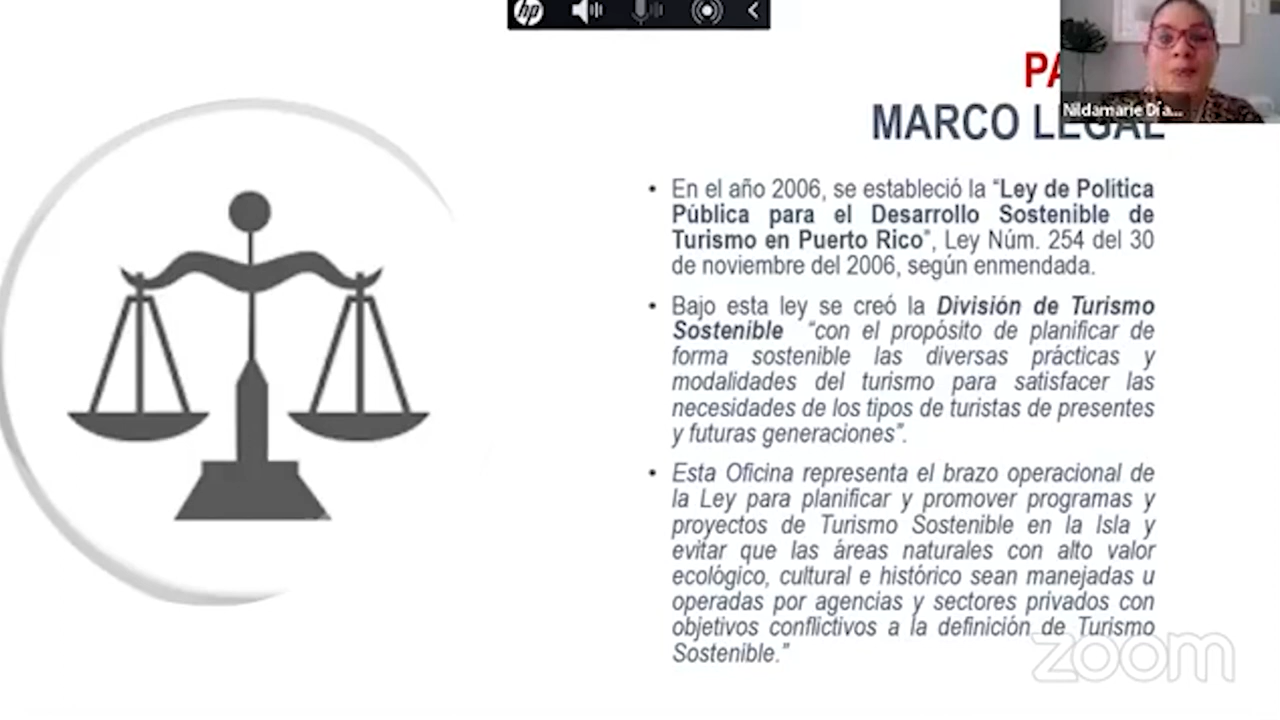 hp
Nildamarie Día...
MARCO LEGAL
• En el año 2006, se estableció la “Ley de Política
Pública para el Desarrollo Sostenible de
Turismo en Puerto Rico”, Ley Núm. 254 del 30
de noviembre del 2006, según enmendada.
• Bajo esta ley se creó la División de Turismo
Sostenible “con el propósito de planificar de
forma sostenible las diversas prácticas y
modalidades del turismo para satisfacer las
necesidades de los tipos de turistas de presentes
y futuras generaciones”.
• Esta Oficina representa el brazo operacional de
la Ley para planificar y promover programas y
proyectos de Turismo Sostenible en la Isla y
evitar que las áreas naturales con alto valor
ecológico, cultural e histórico sean manejadas u
operadas por agencias y sectores privados con
objetivos conflictivos a la definición de Turismo
Sostenible.”
zoom